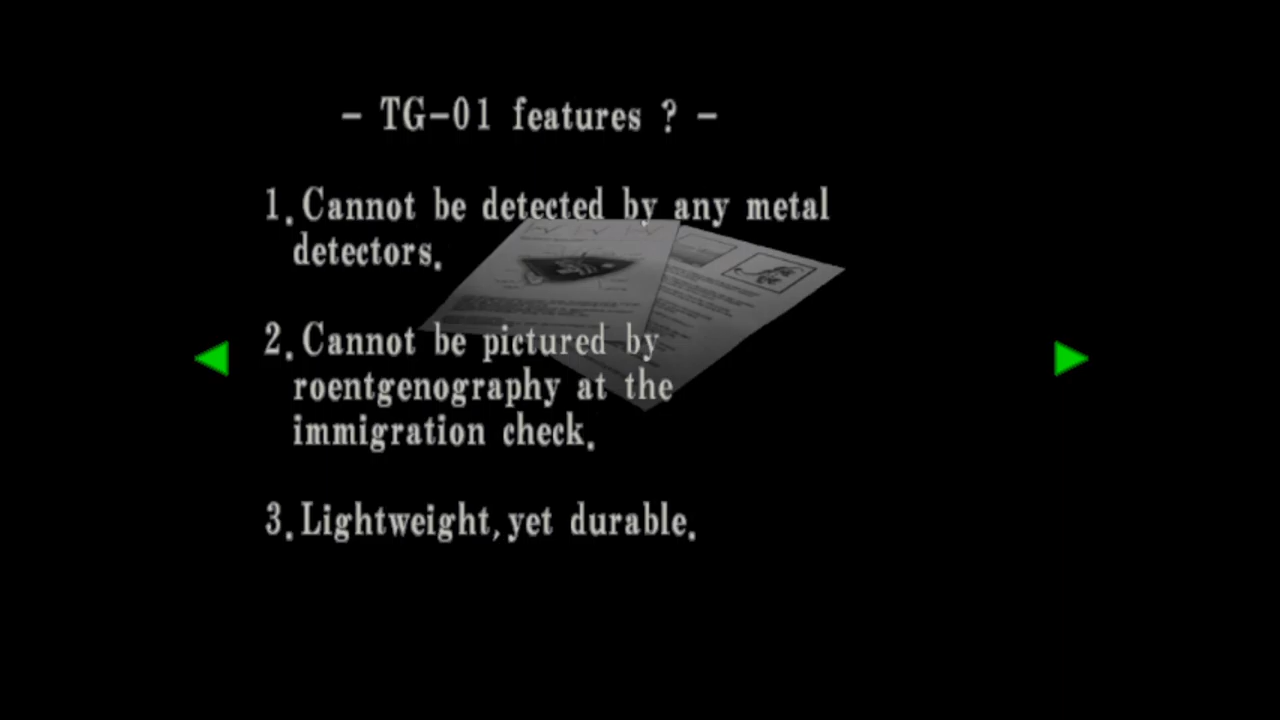 - TG-01 features ? -
1. Cannot be detected by any metal
detectors.
2. Cannot be pictured by
roentgenography at the
immigration check.
3. Lightweight, yet durable.